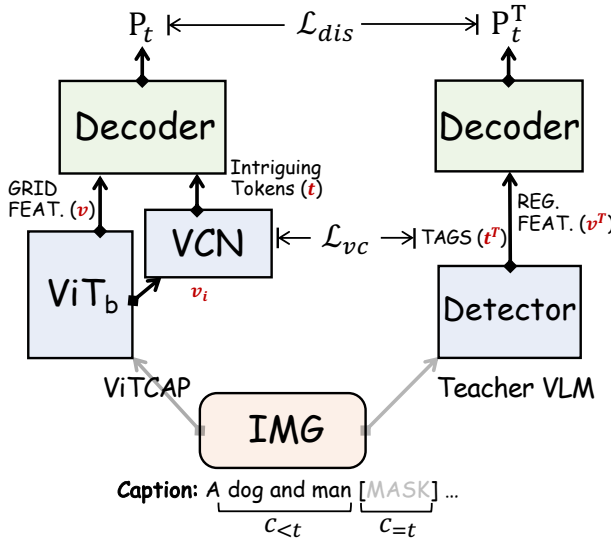 P_t
ℒ_dis
P_t^T
Decoder
Decoder
GRID
FEAT. (v)
Intriguing
Tokens (t)
REG.
FEAT. (v^T)
VCN
ℒ_vc
TAGS (t^T)
ViT_b
v_i
Detector
ViTCAP
Teacher VLM
IMG
Caption: A dog and man [MASK] ...
c_{<t}
c_{=t}